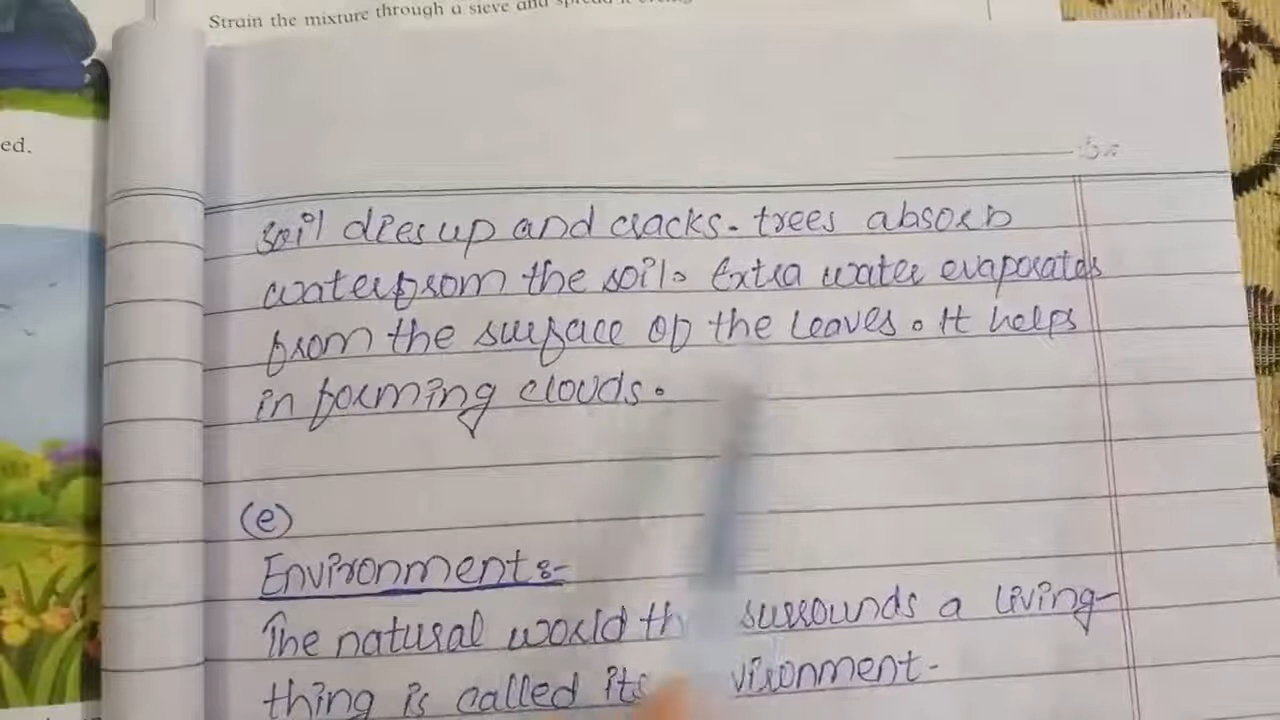 Strain the mixture through a sieve and spread it
ed.
soil dries up and cracks. trees absorb
water from the soil. Extra water evaporates
from the surface of the leaves. It helps
in forming clouds.
(e)
Environment:-
The natural world th surrounds a living-
thing is called its vironment.